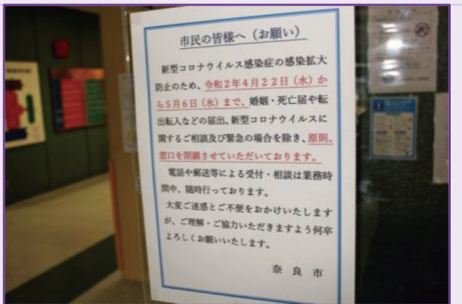 市民の皆様へ（お願い）
新型コロナウイルス感染症の感染拡大
防止のため、令和２年４月２２日（水）か
ら５月６日（水）まで、婚姻・死亡届や転
出転入などの届出、新型コロナウイルスに
関するご相談及び緊急の場合を除き、原則、
窓口を閉鎖させていただいております。
電話や郵送等による受付・相談は業務時
間中、随時行っております。
大変ご迷惑とご不便をおかけいたします
が、ご理解・ご協力いただきますよう何卒
よろしくお願いいたします。
奈良市